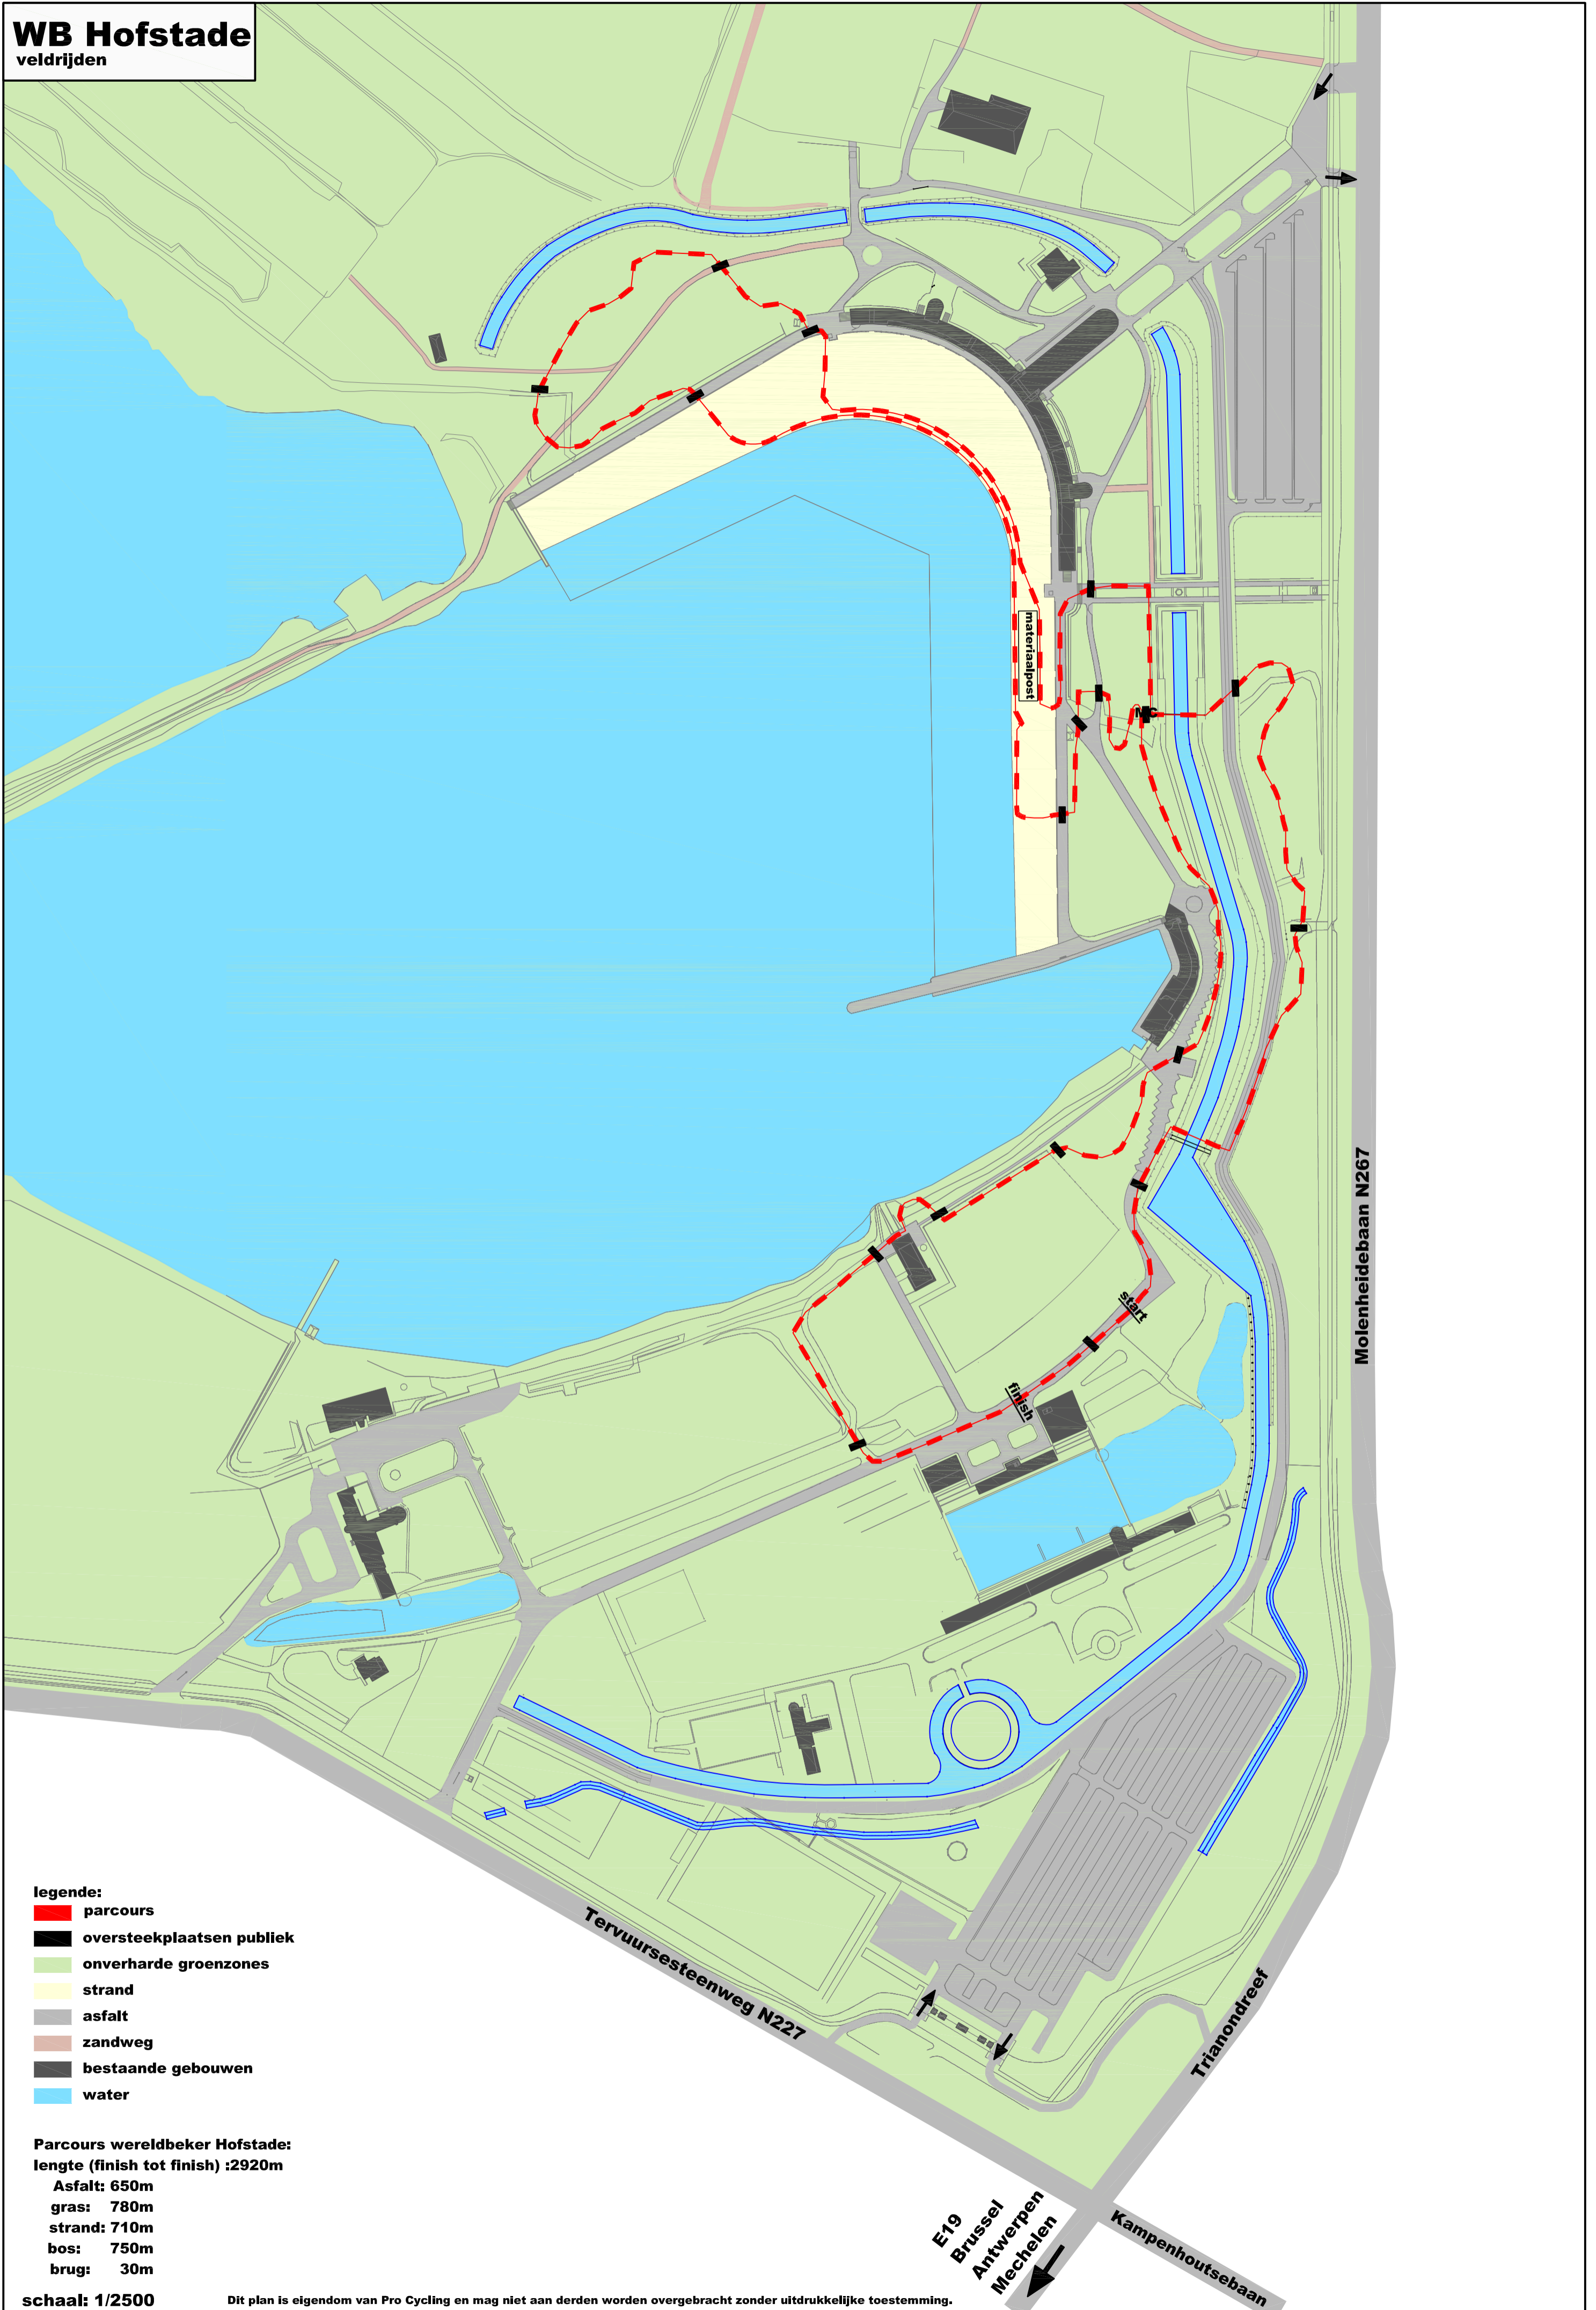 WB Hofstade
veldrijden
materiaalpost
MC
Molenheidebaan N267
start
finish
legende:
parcours
oversteekplaatsen publiek
onverharde groenzones
strand
asfalt
zandweg
bestaande gebouwen
water
Tervuursesteenweg N227
Trianondreef
Parcours wereldbeker Hofstade:
lengte (finish tot finish) :2920m
Asfalt: 650m
gras: 780m
strand: 710m
bos: 750m
brug: 30m
E19
Brussel
Antwerpen
Mechelen
Kampenhoutsebaan
schaal: 1/2500
Dit plan is eigendom van Pro Cycling en mag niet aan derden worden overgebracht zonder uitdrukkelijke toestemming.